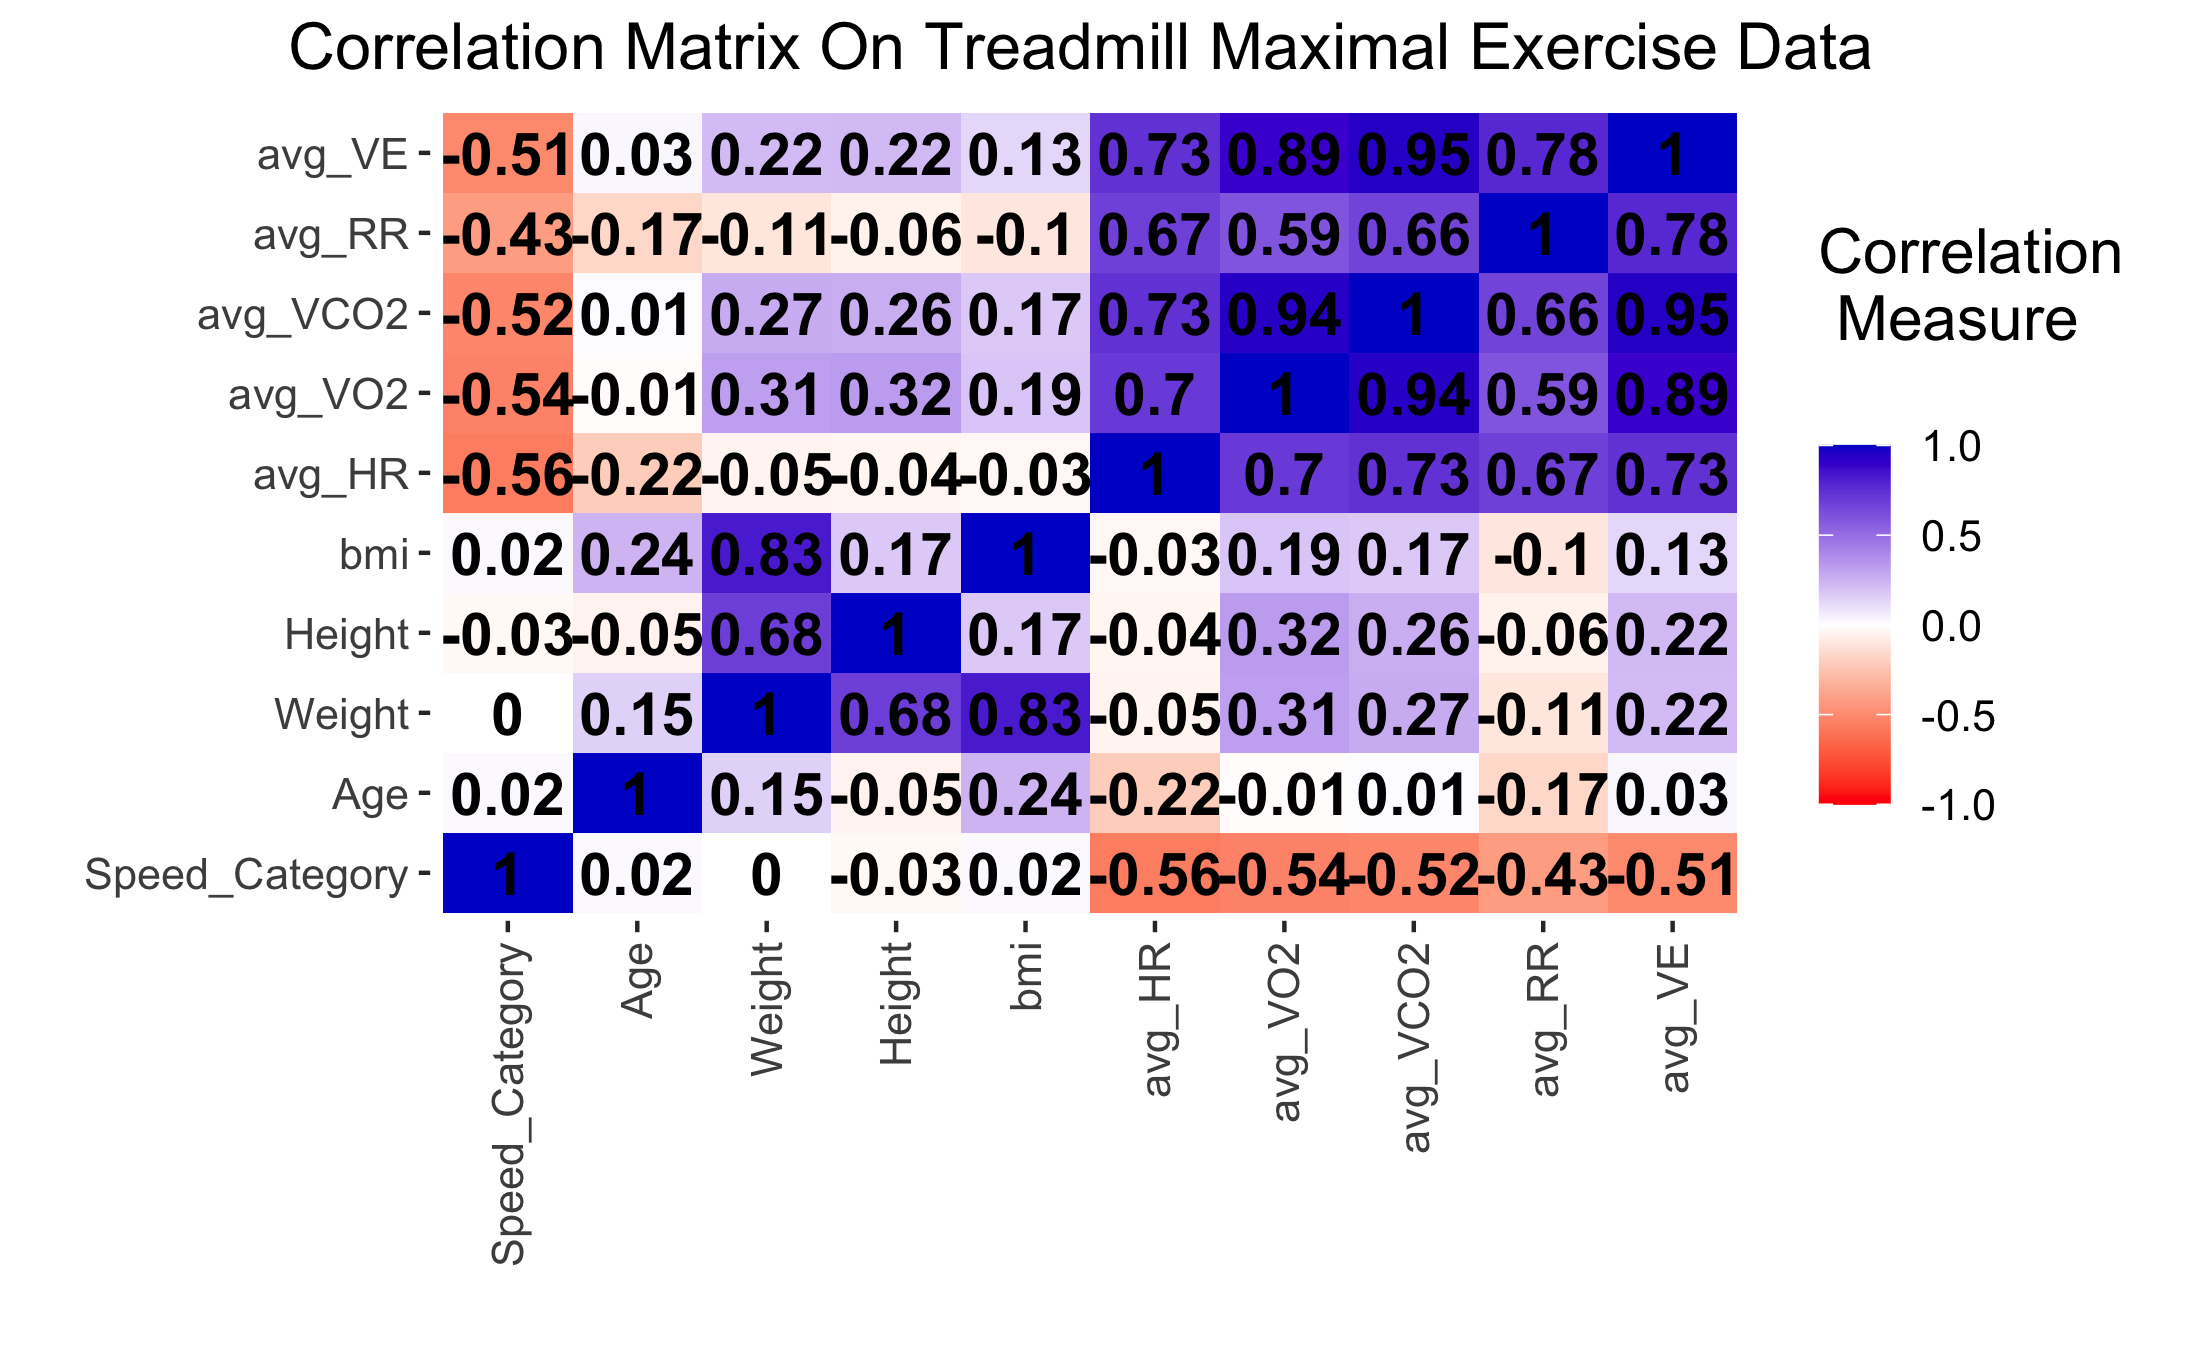 Correlation Matrix On Treadmill Maximal Exercise Data
avg_VE -0.51 0.03 0.22 0.22 0.13 0.73 0.89 0.95 0.78 1
avg_RR -0.43 -0.17 -0.11 -0.06 -0.1 0.67 0.59 0.66 1 0.78
avg_VCO2 -0.52 0.01 0.27 0.26 0.17 0.73 0.94 1 0.66 0.95
avg_VO2 -0.54 -0.01 0.31 0.32 0.19 0.7 1 0.94 0.59 0.89
avg_HR -0.56 -0.22 -0.05 -0.04 -0.03 1 0.7 0.73 0.67 0.73
bmi 0.02 0.24 0.83 0.17 1 -0.03 0.19 0.17 -0.1 0.13
Height -0.03 -0.05 0.68 1 0.17 -0.04 0.32 0.26 -0.06 0.22
Weight 0 0.15 1 0.68 0.83 -0.05 0.31 0.27 -0.11 0.22
Age 0.02 1 0.15 -0.05 0.24 -0.22 -0.01 0.01 -0.17 0.03
Speed_Category 1 0.02 0 -0.03 0.02 -0.56 -0.54 -0.52 -0.43 -0.51
Speed_Category Age Weight Height bmi avg_HR avg_VO2 avg_VCO2 avg_RR avg_VE
Correlation
Measure
1.0
0.5
0.0
-0.5
-1.0